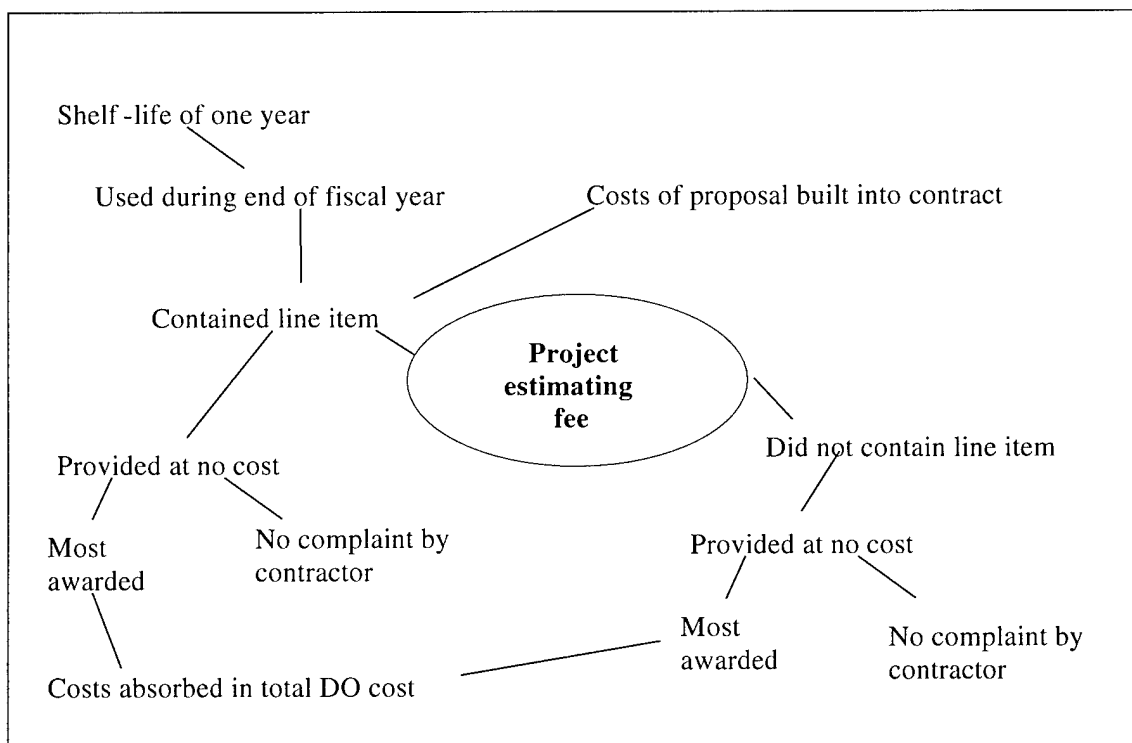 Shelf-life of one year
Used during end of fiscal year
Costs of proposal built into contract
Contained line item
Project
estimating
fee
Did not contain line item
Provided at no cost
Most
awarded
No complaint by
contractor
Provided at no cost
Most
awarded
No complaint by
contractor
Costs absorbed in total DO cost